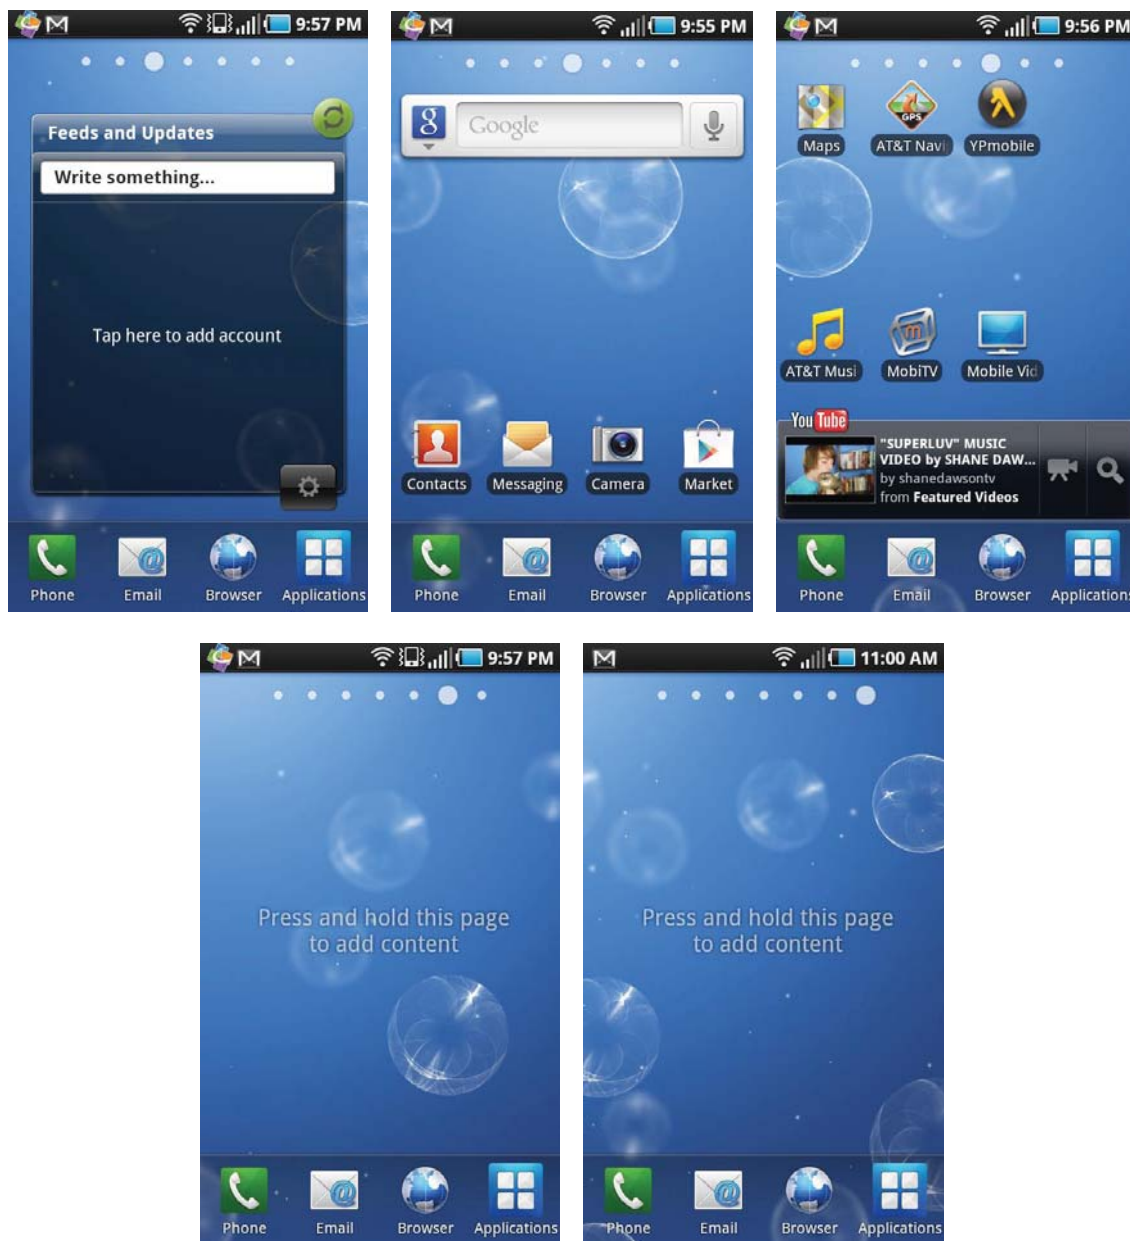 9:57 PM
Feeds and Updates
Write something...
Tap here to add account
Phone Email Browser Applications
9:55 PM
g Google
Contacts Messaging Camera Market
Phone Email Browser Applications
9:56 PM
GPS
Maps AT&T Navi YPmobile
m
AT&T Musi MobiTV Mobile Vid
YouTube
"SUPERLUV" MUSIC
VIDEO by SHANE DAW...
by shanedawsontv
from Featured Videos
Phone Email Browser Applications
9:57 PM
Press and hold this page
to add content
Phone Email Browser Applications
11:00 AM
Press and hold this page
to add content
Phone Email Browser Applications